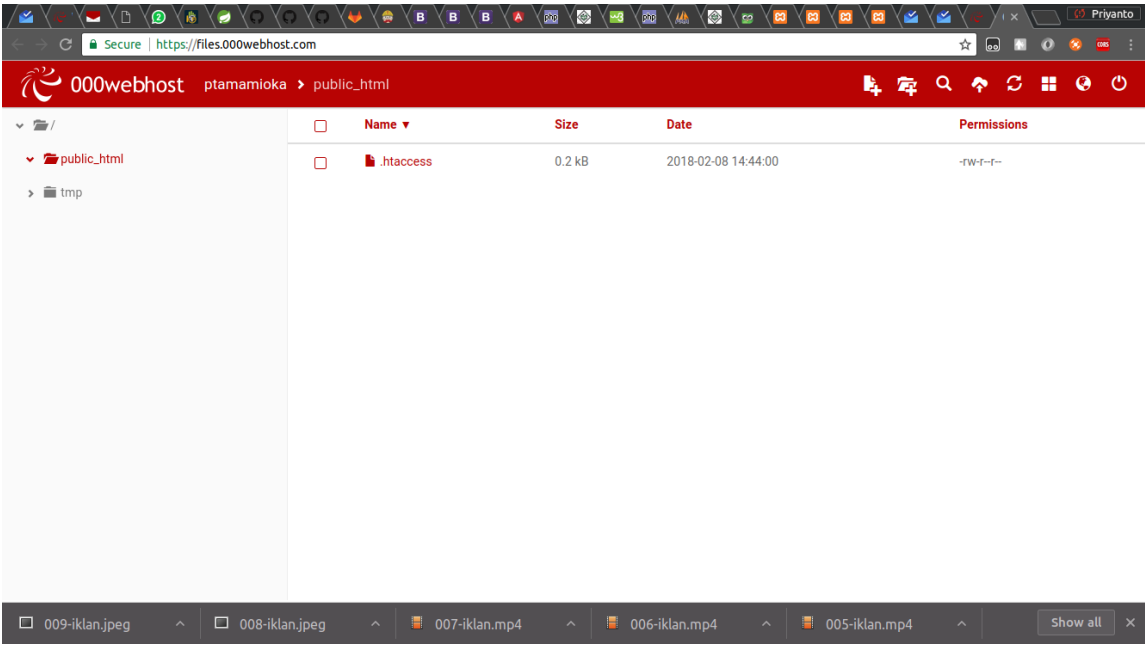 Priyanto
Secure | https://files.000webhost.com
000webhost ptamamioka > public_html
/
Name ▼ Size Date Permissions
public_html
.htaccess 0.2 kB 2018-02-08 14:44:00 -rw-r--r--
tmp
009-iklan.jpeg 008-iklan.jpeg 007-iklan.mp4 006-iklan.mp4 005-iklan.mp4 Show all